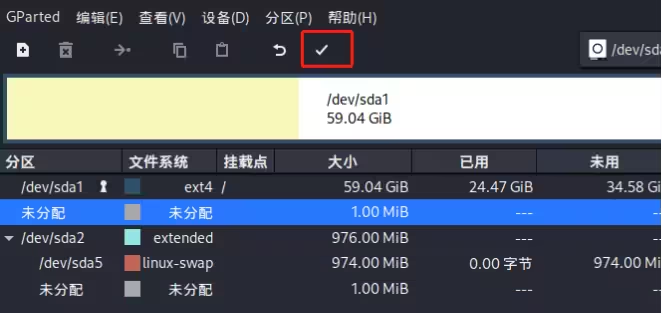 GParted 编辑(E) 查看(V) 设备(D) 分区(P) 帮助(H)
/dev/sd
/dev/sda1
59.04 GiB
分区 文件系统 挂载点 大小 已用 未用
/dev/sda1 ext4 / 59.04 GiB 24.47 GiB 34.58 G
未分配 未分配 1.00 MiB --- ---
/dev/sda2 extended 976.00 MiB --- ---
/dev/sda5 linux-swap 974.00 MiB 0.00 字节 974.00 M
未分配 未分配 1.00 MiB --- ---